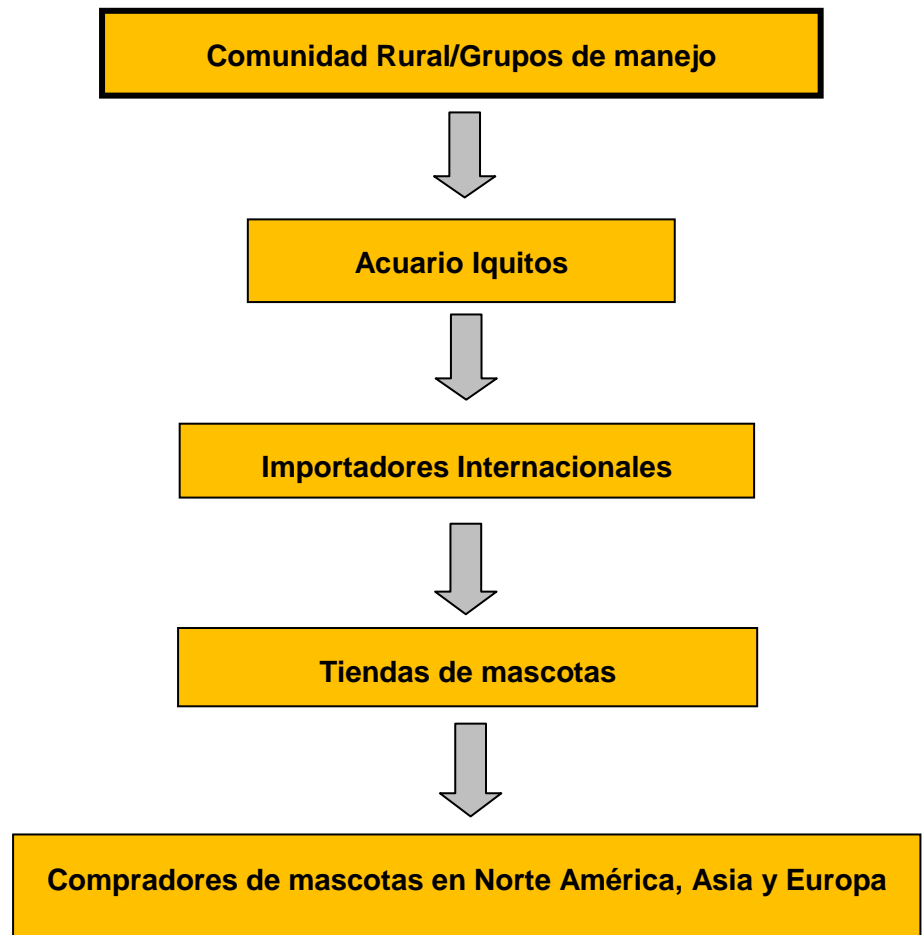 Comunidad Rural/Grupos de manejo
Acuario Iquitos
Importadores Internacionales
Tiendas de mascotas
Compradores de mascotas en Norte América, Asia y Europa